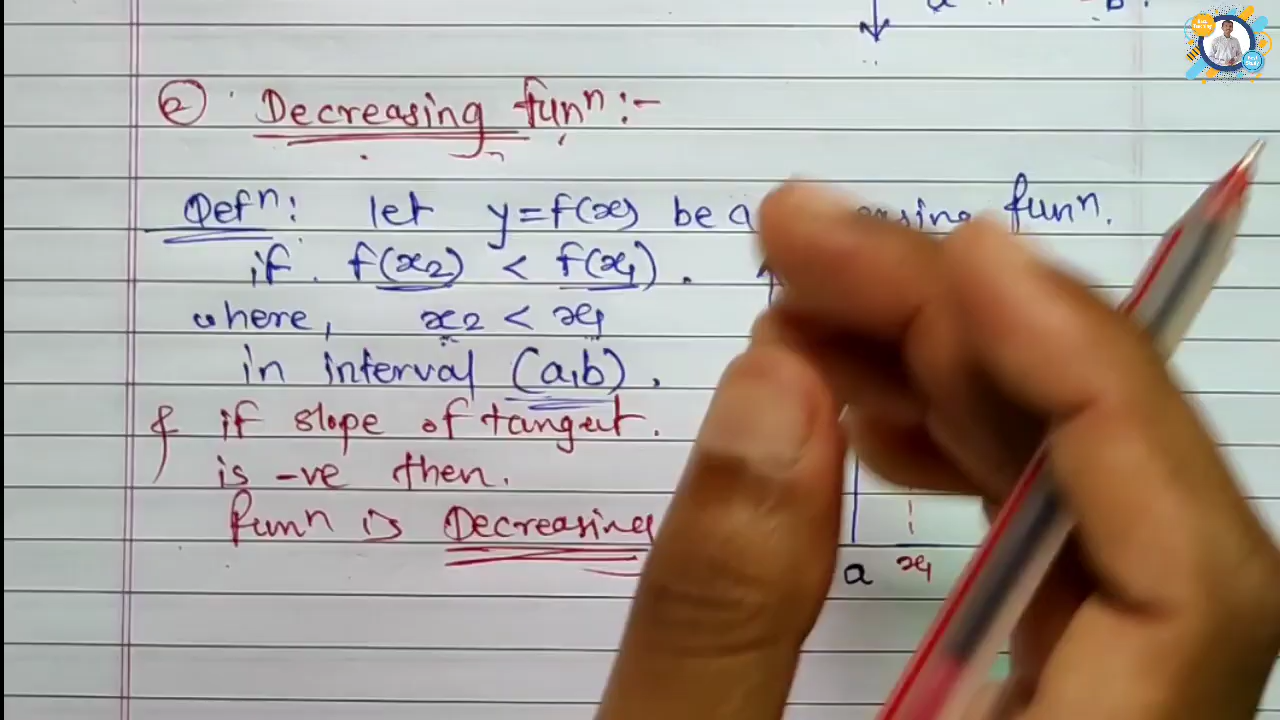 ② Decreasing funⁿ :-
Defⁿ: let y=f(x) be a funⁿ.
if f(x2) < f(x1).
where, x2 < x1
in interval (a,b).
& if slope of tangent.
is -ve then.
funⁿ is Decreasing
a x1